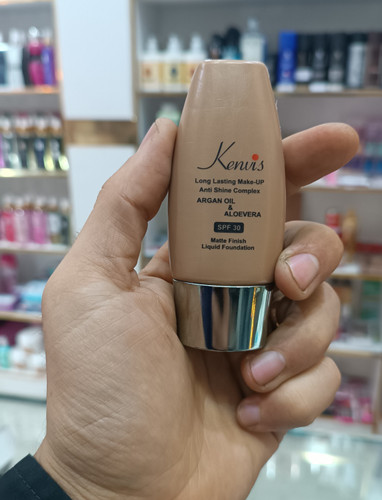 Kenvis
Long Lasting Make-UP
Anti Shine Complex
ARGAN OIL
&
ALOEVERA
SPF 30
Matte Finish
Liquid Foundation